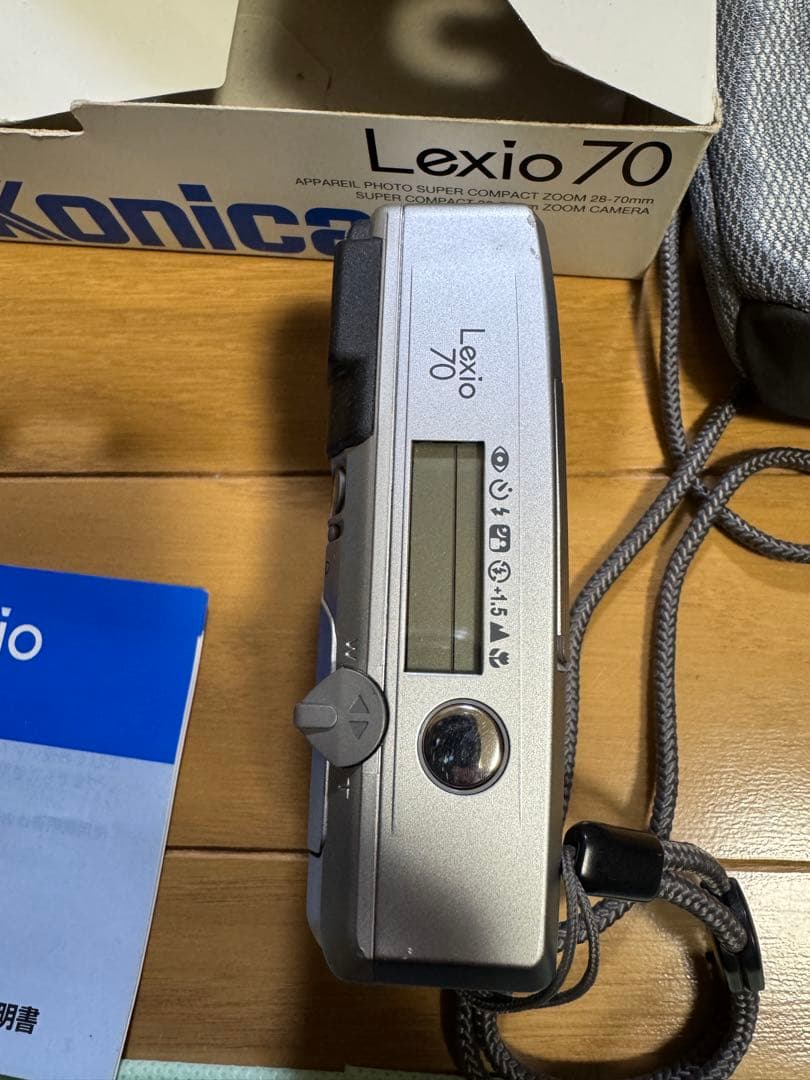 Lexio 70
APPAREIL PHOTO SUPER COMPACT ZOOM 28-70mm
SUPER COMPACT ZOOM CAMERA
Konica
Lexio
70
+1.5
W
T
io
明書